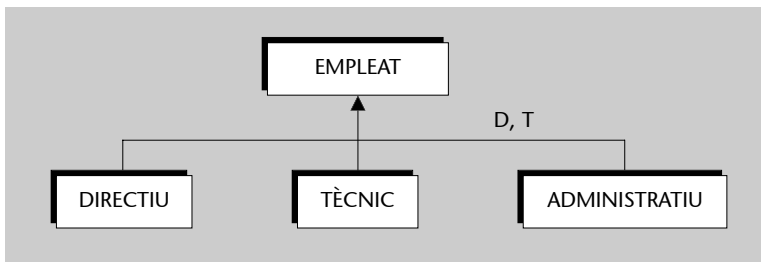 EMPLEAT
D, T
DIRECTIU
TÈCNIC
ADMINISTRATIU